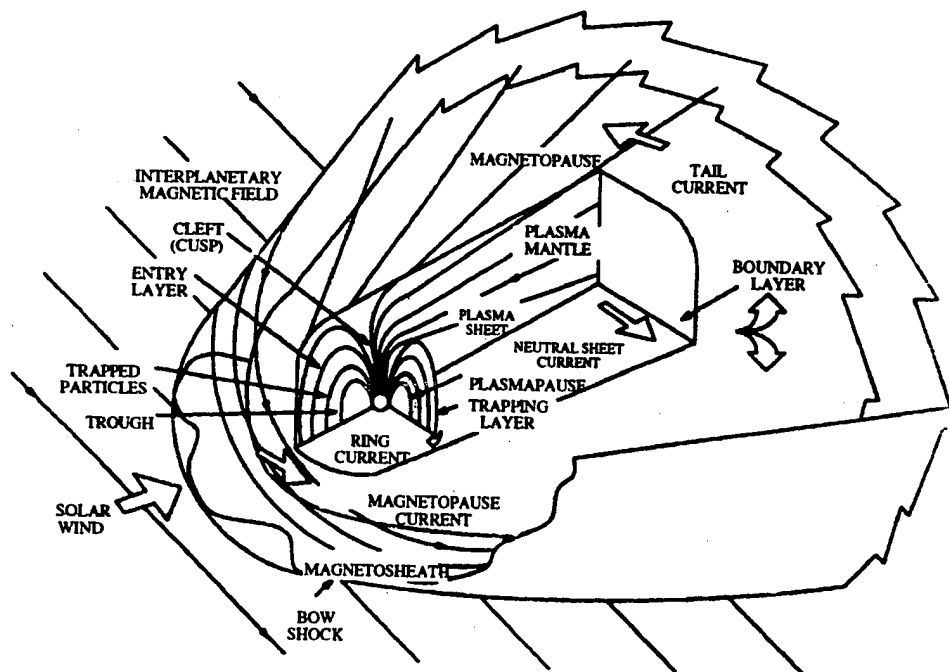 MAGNETOPAUSE
TAIL
CURRENT
INTERPLANETARY
MAGNETIC FIELD
CLEFT
(CUSP)
PLASMA
MANTLE
ENTRY
LAYER
BOUNDARY
LAYER
PLASMA
SHEET
NEUTRAL SHEET
CURRENT
TRAPPED
PARTICLES
PLASMAPAUSE
TRAPPING
LAYER
TROUGH
RING
CURRENT
MAGNETOPAUSE
CURRENT
SOLAR
WIND
MAGNETOSHEATH
BOW
SHOCK